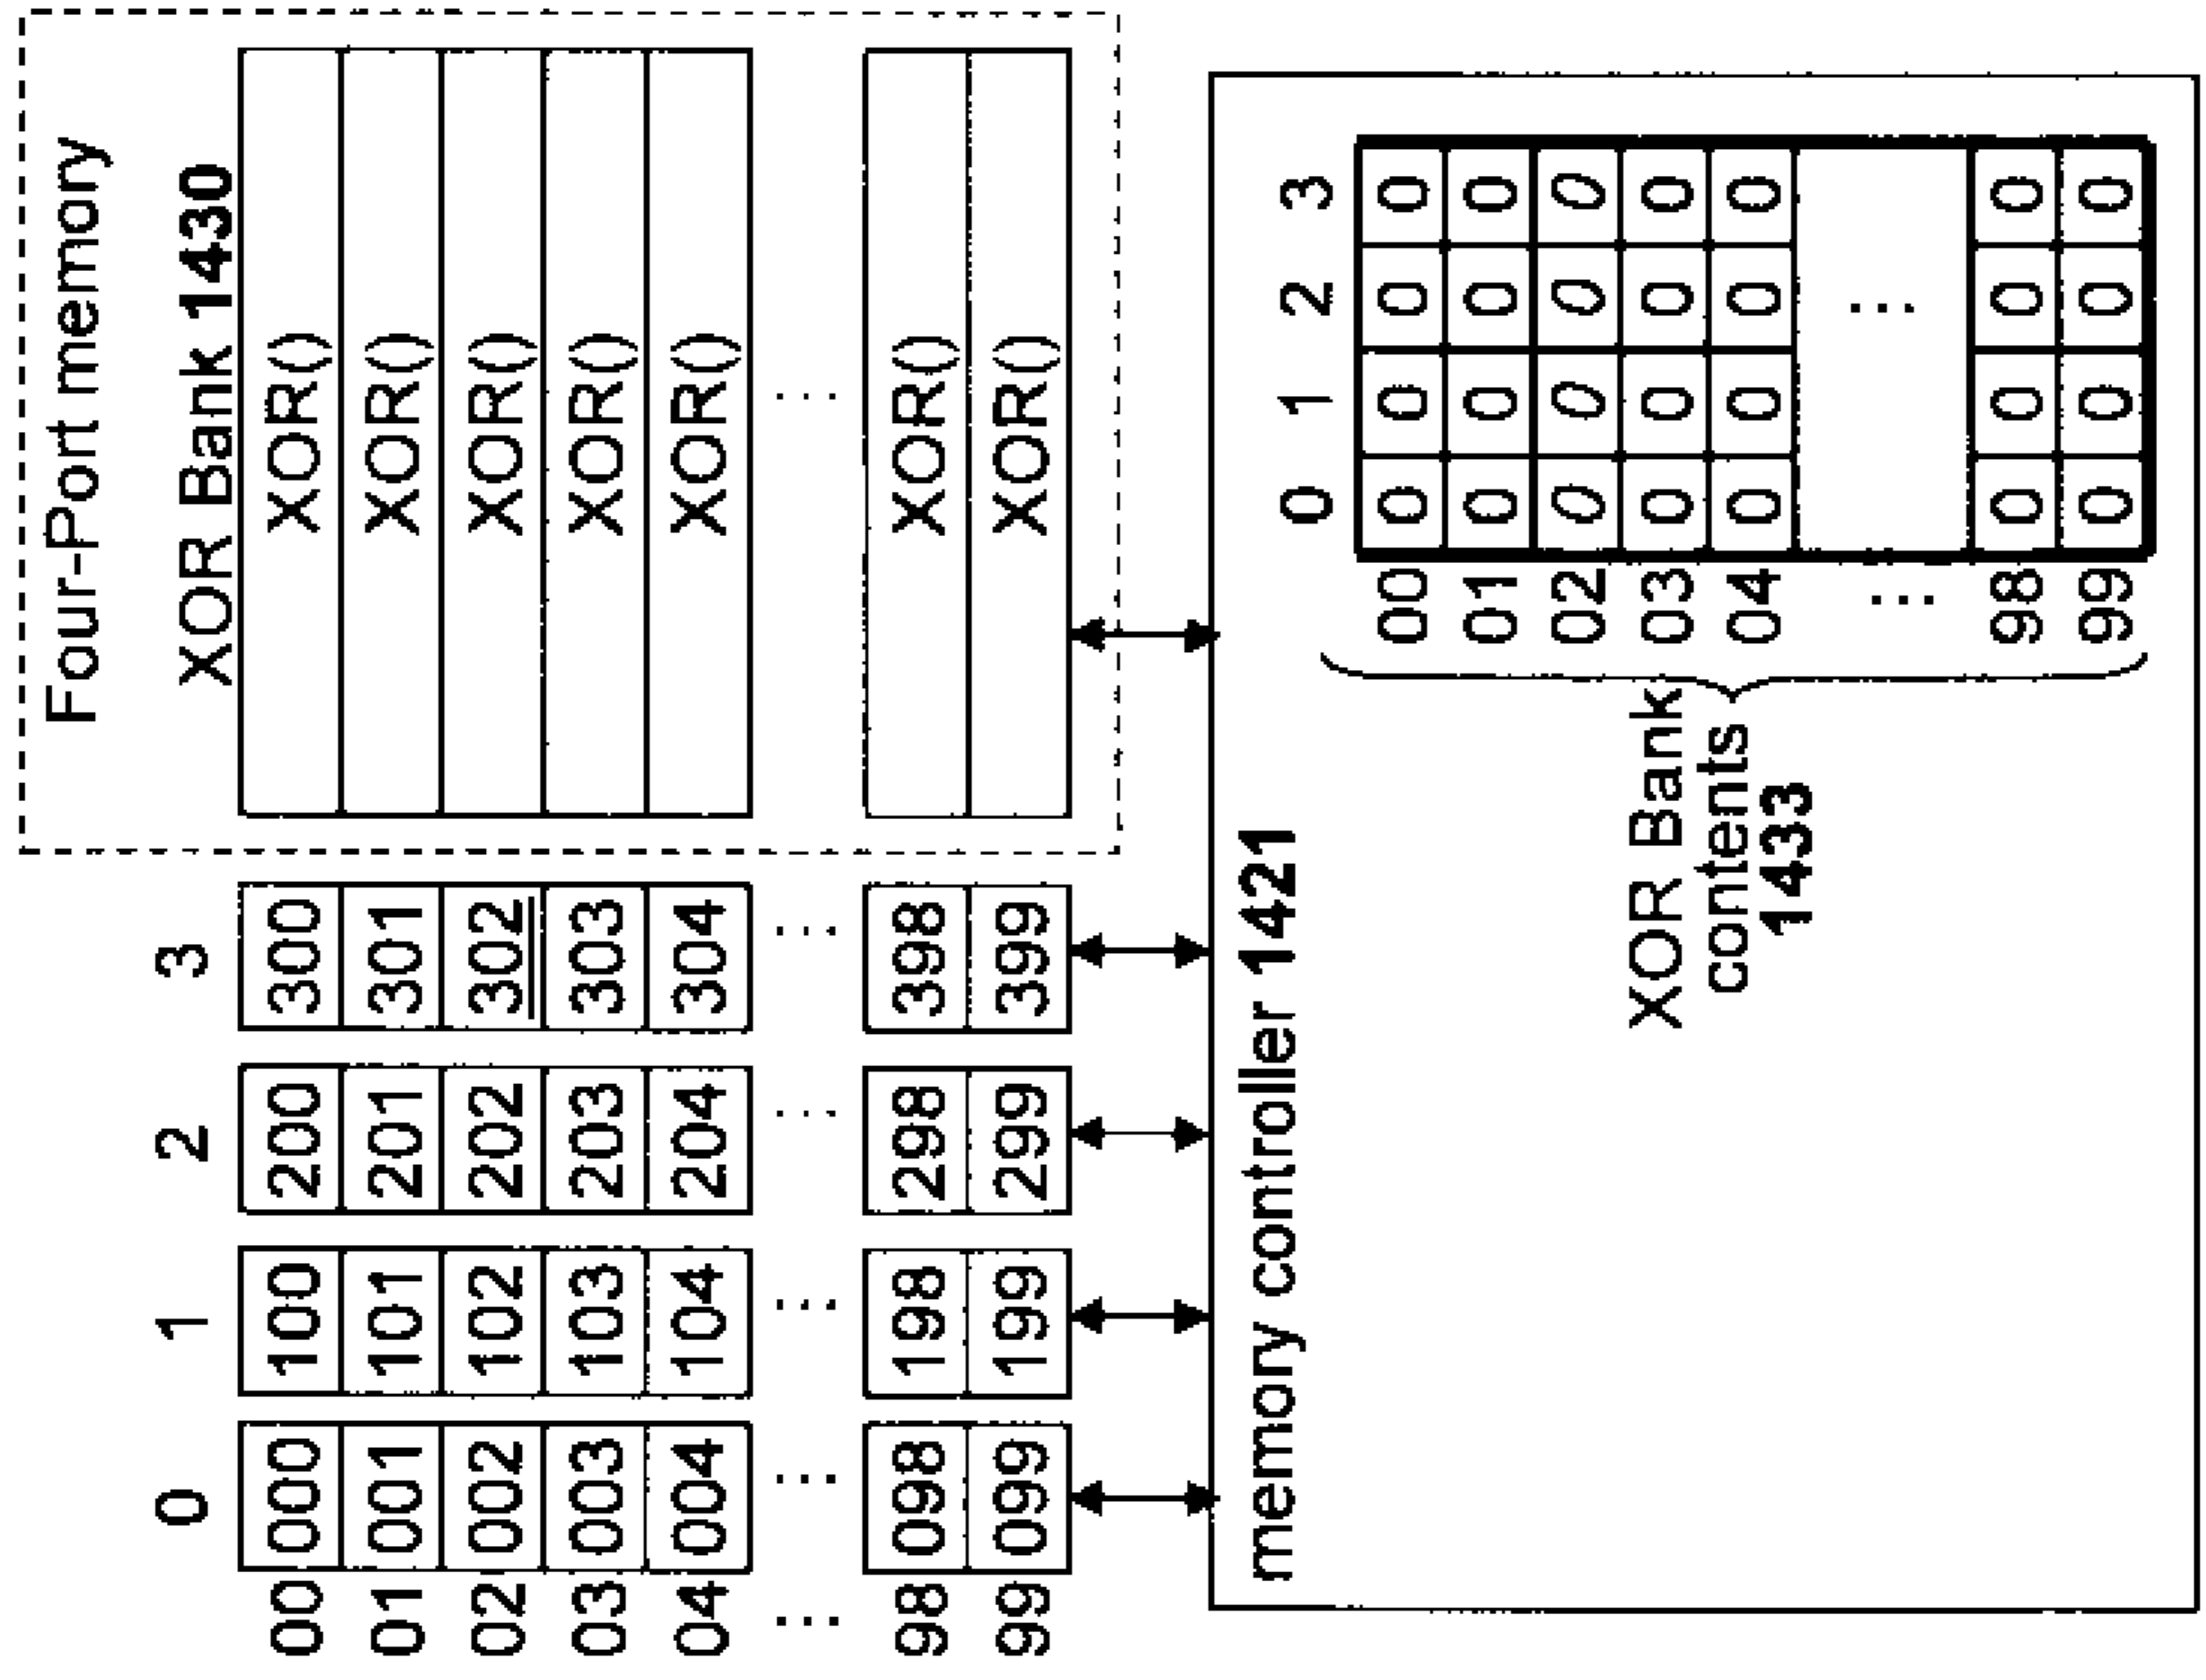 Four-Port memory
0 1 2 3 XOR Bank 1430
00 000 100 200 300 XOR()
01 001 101 201 301 XOR()
02 002 102 202 302 XOR()
03 003 103 203 303 XOR()
04 004 104 204 304 XOR()
... ... ... ... ... ...
98 098 198 298 398 XOR()
99 099 199 299 399 XOR()
memory controller 1421
0 1 2 3
00 0 0 0 0
01 0 0 0 0
02 0 0 0 0
03 0 0 0 0
04 0 0 0 0
... ...
98 0 0 0 0
99 0 0 0 0
XOR Bank
contents
1433